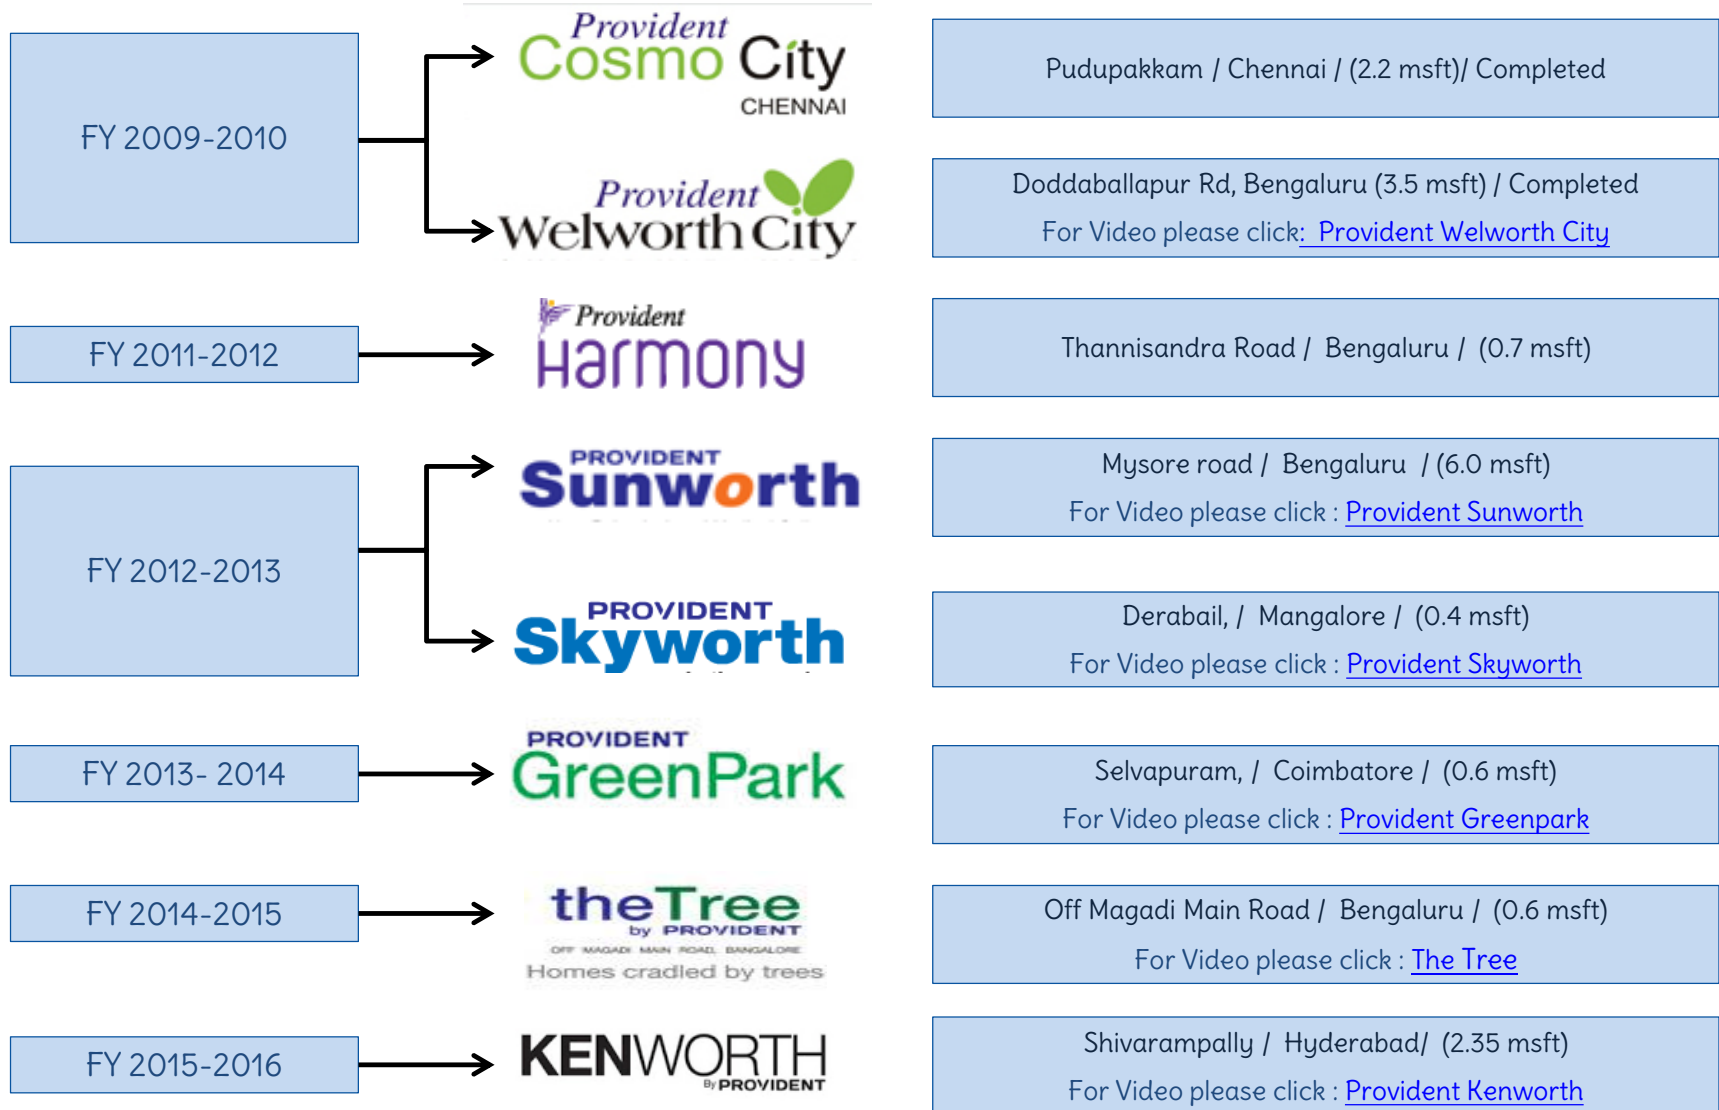 FY 2009-2010
Provident
Cosmo City
CHENNAI
Pudupakkam / Chennai / (2.2 msft)/ Completed
Provident
Welworth City
Doddaballapur Rd, Bengaluru (3.5 msft) / Completed
For Video please click: Provident Welworth City
FY 2011-2012
Provident
Harmony
Thannisandra Road / Bengaluru / (0.7 msft)
FY 2012-2013
PROVIDENT
Sunworth
Mysore road / Bengaluru / (6.0 msft)
For Video please click : Provident Sunworth
PROVIDENT
Skyworth
Derabail, / Mangalore / (0.4 msft)
For Video please click : Provident Skyworth
FY 2013- 2014
PROVIDENT
GreenPark
Selvapuram, / Coimbatore / (0.6 msft)
For Video please click : Provident Greenpark
FY 2014-2015
theTree
by PROVIDENT
OFF MAGADI MAIN ROAD, BANGALORE
Homes cradled by trees
Off Magadi Main Road / Bengaluru / (0.6 msft)
For Video please click : The Tree
FY 2015-2016
KENWORTH
By PROVIDENT
Shivarampally / Hyderabad/ (2.35 msft)
For Video please click : Provident Kenworth